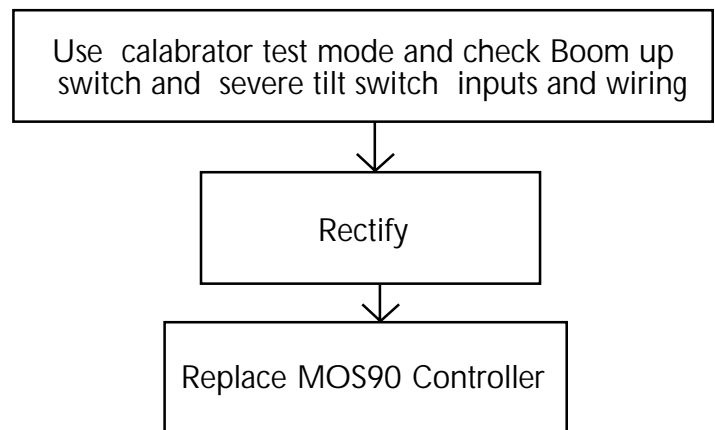 Use calabrator test mode and check Boom up
switch and severe tilt switch inputs and wiring
Rectify
Replace MOS90 Controller